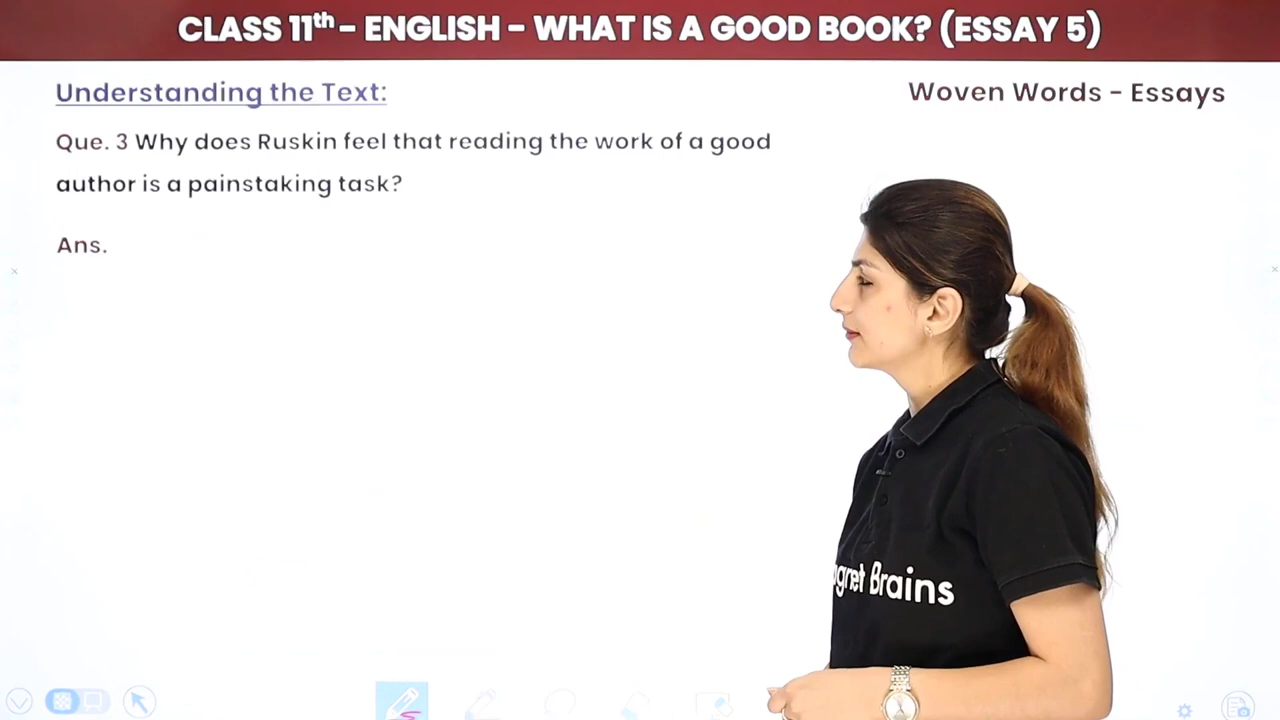 CLASS 11th - ENGLISH - WHAT IS A GOOD BOOK? (ESSAY 5)
Understanding the Text:
Woven Words - Essays
Que. 3 Why does Ruskin feel that reading the work of a good
author is a painstaking task?
Ans.
Brains